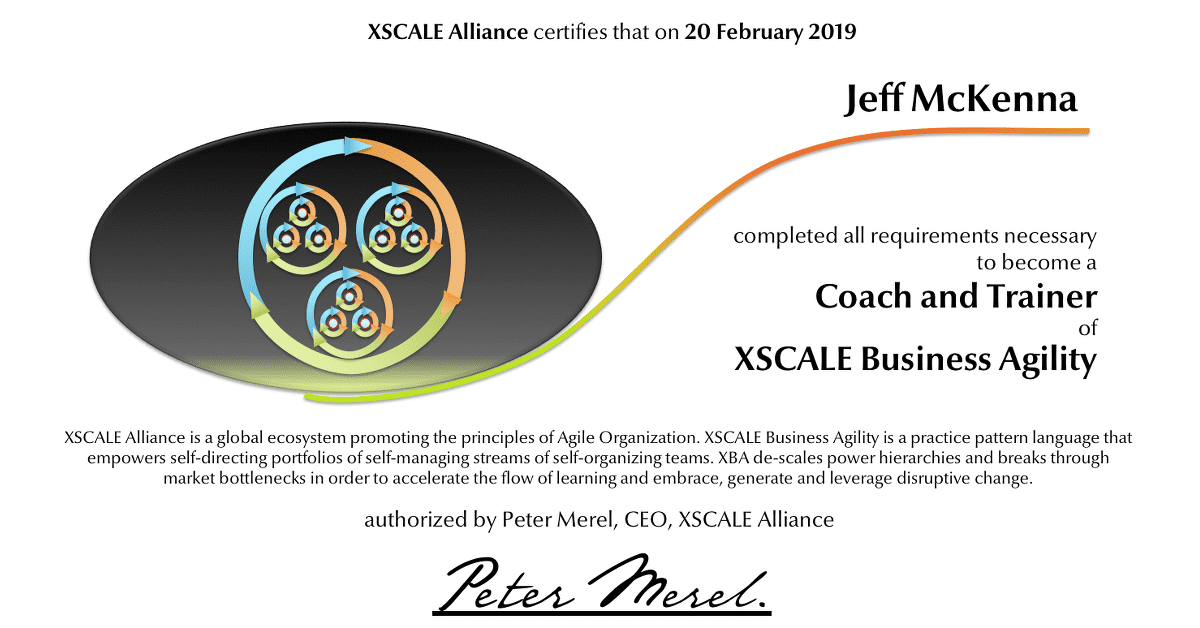 XSCALE Alliance certifies that on 20 February 2019
Jeff McKenna
completed all requirements necessary
to become a
Coach and Trainer
of
XSCALE Business Agility
XSCALE Alliance is a global ecosystem promoting the principles of Agile Organization. XSCALE Business Agility is a practice pattern language that
empowers self-directing portfolios of self-managing streams of self-organizing teams. XBA de-scales power hierarchies and breaks through
market bottlenecks in order to accelerate the flow of learning and embrace, generate and leverage disruptive change.
authorized by Peter Merel, CEO, XSCALE Alliance
Peter Merel.